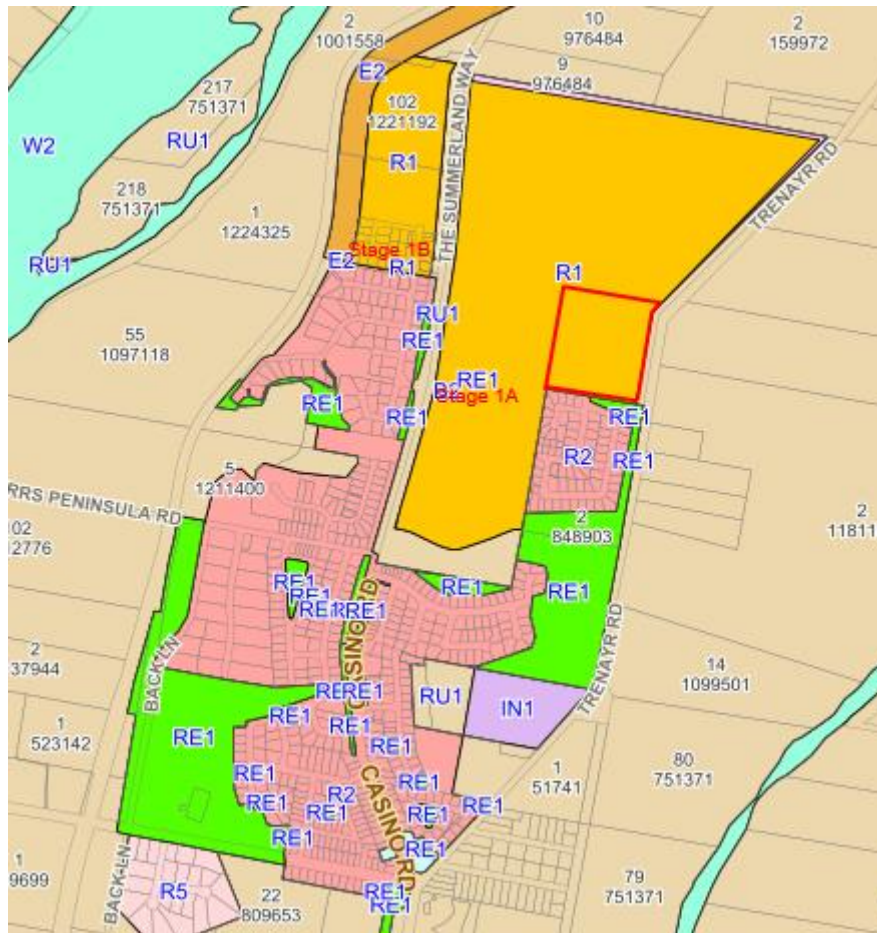 2
1001558
10
976484
2
159972
9
976484
E2
217
751371
RU1
W2
102
1221192
R1
THE SUMMERLAND WAY
TRENAYR RD
218
751371
1
1224325
RU1
Stage 1B
E2
R1
R1
RU1
RE1
55
1097118
RE1
Stage 1A
RE1
RE1
RE1
R2
RE1
5
1211400
RRS PENINSULA RD
2
848903
2
11811
02
12776
RE1
RE1
RE1
RE1
RE1
RE1
CASINO RD
BACK LN
2
37944
TRENAYR RD
14
1099501
RE1
RU1
IN1
1
523142
RE1
RE1
RE1
RE1
80
751371
1
51741
RE1
R2
RE1
RE1
RE1
RE1
RE1
CASINO RD
RE1
RE1
1
9699
BACK LN
R5
22
809653
79
751371
RE1
RE1